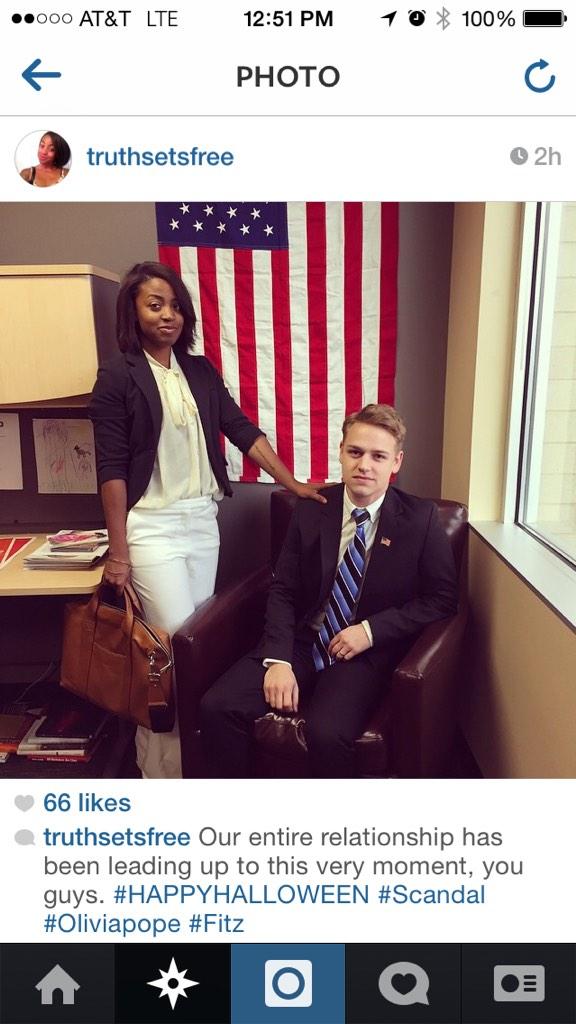 AT&T LTE 12:51 PM 100%
PHOTO
truthsetsfree 2h
66 likes
truthsetsfree Our entire relationship has
been leading up to this very moment, you
guys. #HAPPYHALLOWEEN #Scandal
#Oliviapope #Fitz